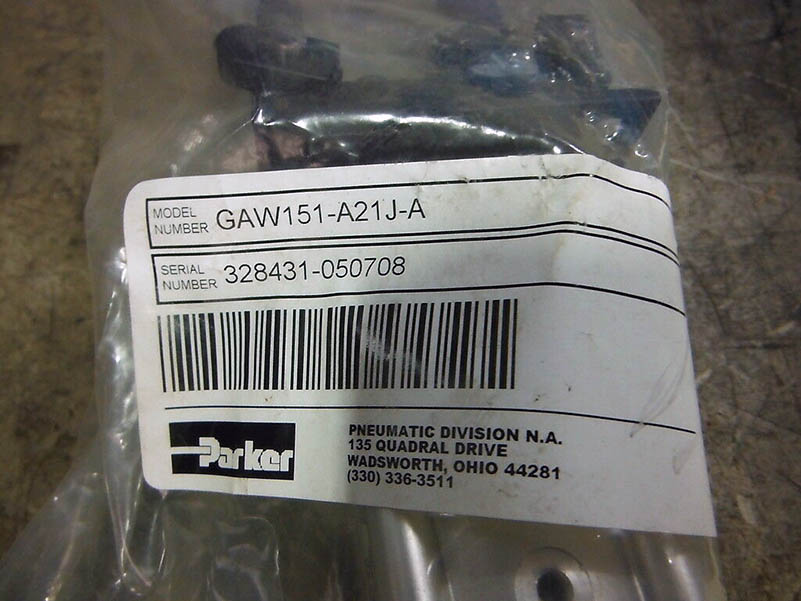 MODEL
NUMBER GAW151-A21J-A
SERIAL
NUMBER 328431-050708
Parker
PNEUMATIC DIVISION N.A.
135 QUADRAL DRIVE
WADSWORTH, OHIO 44281
(330) 336-3511